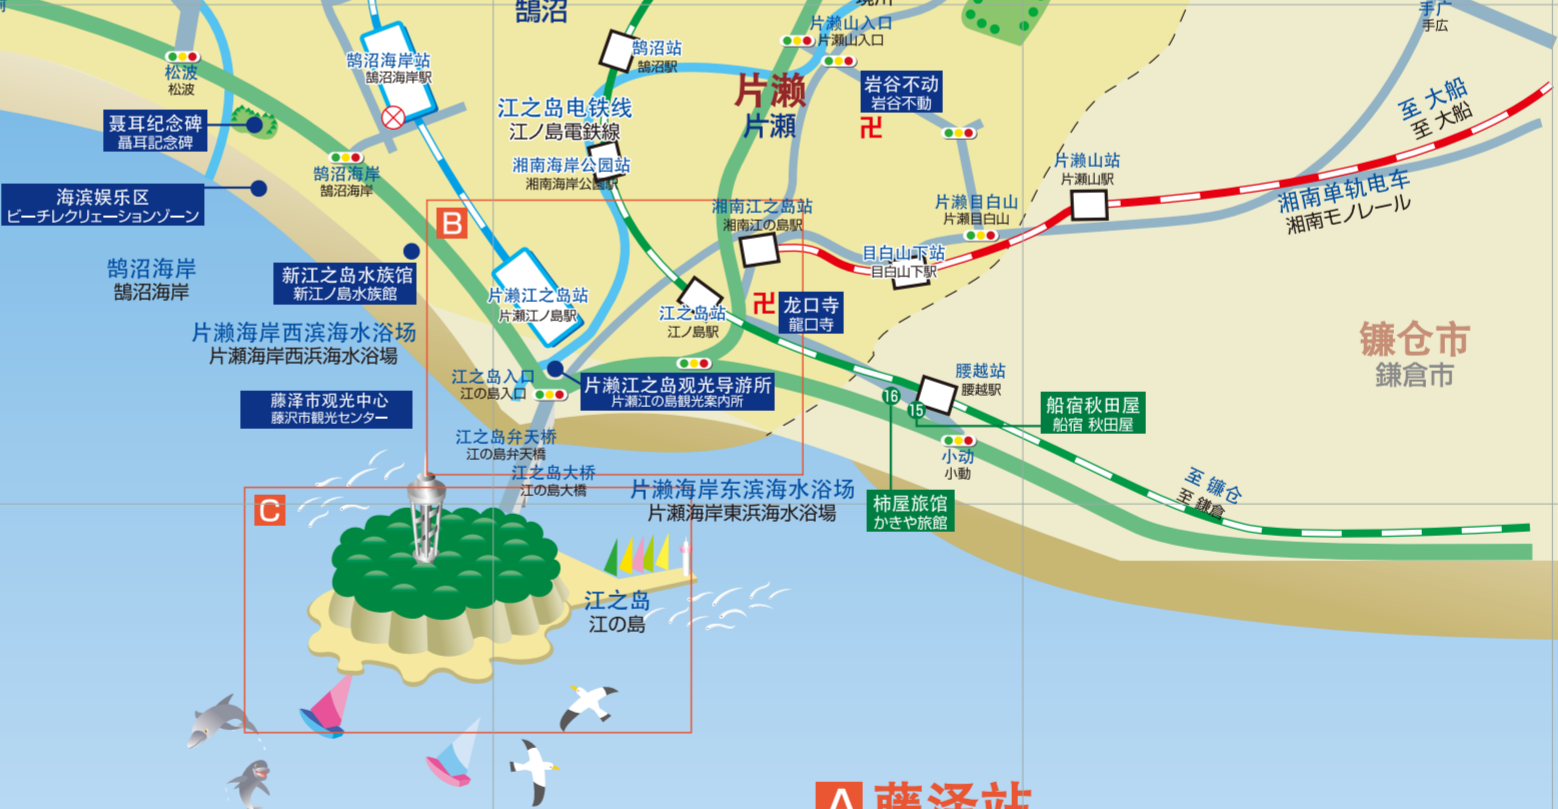 鹄沼
境川
手广
手広
片瀨山入口
片瀬山入口
松波
松波
鹄沼海岸站
鵠沼海岸駅
鹄沼站
鵠沼駅
岩谷不动
岩谷不動
卍
片濑
片瀬
江之岛电铁线
江ノ島電鉄線
聂耳纪念碑
聶耳記念碑
至 大船
至 大船
湘南海岸公园站
湘南海岸公園駅
鹄沼海岸
鵠沼海岸
海滨娱乐区
ビーチレクリェーションゾーン
片濑山站
片瀬山駅
湘南单轨电车
湘南モノレール
B
湘南江之岛站
湘南江の島駅
片濑目白山
片瀬目白山
目白山下站
目白山下駅
鹄沼海岸
鵠沼海岸
新江之岛水族馆
新江ノ島水族館
片濑江之岛站
片瀬江ノ島駅
江之岛站
江ノ島駅
卍
龙口寺
龍口寺
片濑海岸西滨海水浴场
片瀬海岸西浜海水浴場
镰仓市
鎌倉市
江之岛入口
江の島入口
片濑江之岛观光导游所
片瀬江の島観光案内所
腰越站
腰越駅
藤泽市观光中心
藤沢市観光センター
16
15
船宿秋田屋
船宿 秋田屋
江之岛弁天桥
江の島弁天橋
小动
小動
江之岛大桥
江の島大橋
片濑海岸东滨海水浴场
片瀬海岸東浜海水浴場
柿屋旅馆
かきや旅館
至 镰仓
至 鎌倉
C
江之岛
江の島
A 藤泽站